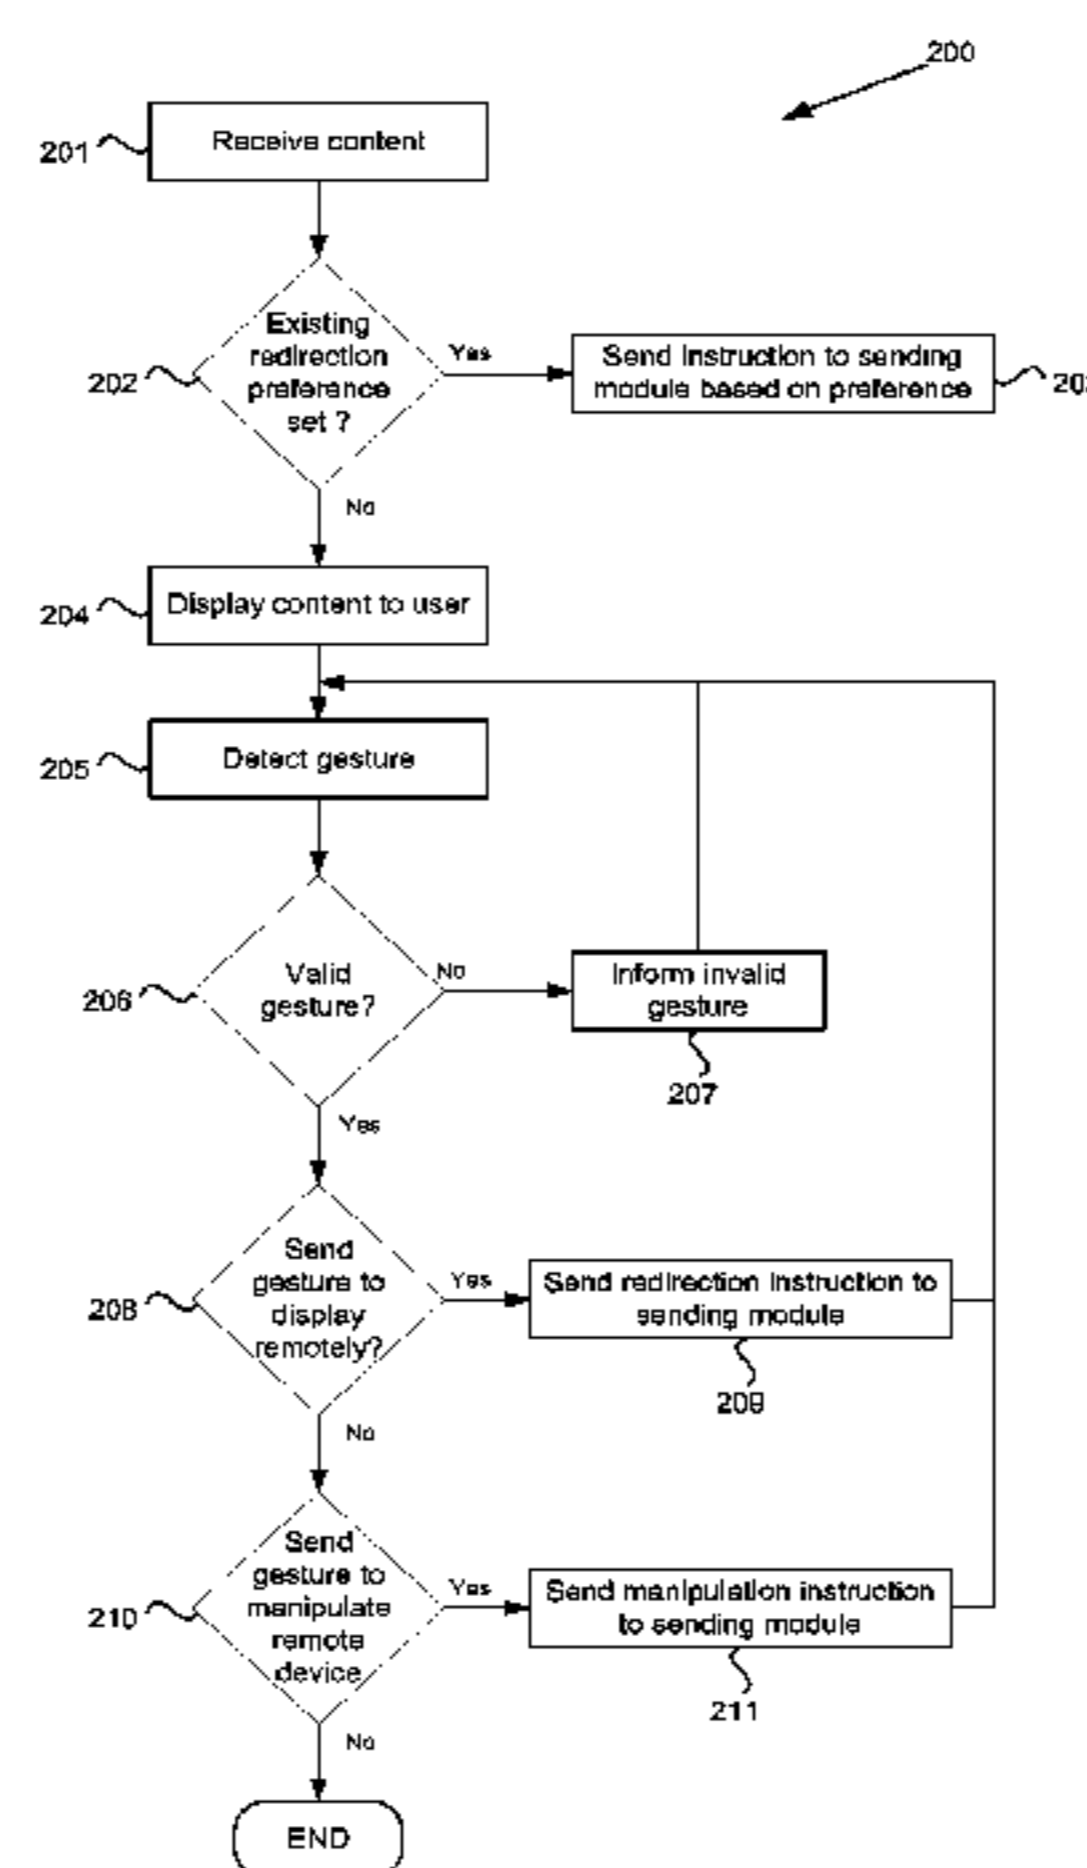 200
201
Receive content
202
Existing
redirection
preference
set ?
Yes
Send instruction to sending
module based on preference
No
204
Display content to user
205
Detect gesture
206
Valid
gesture?
No
Inform invalid
gesture
207
Yes
208
Send
gesture to
display
remotely?
Yes
Send redirection instruction to
sending module
209
No
210
Send
gesture to
manipulate
remote
device
Yes
Send manipulation instruction
to sending module
211
No
END